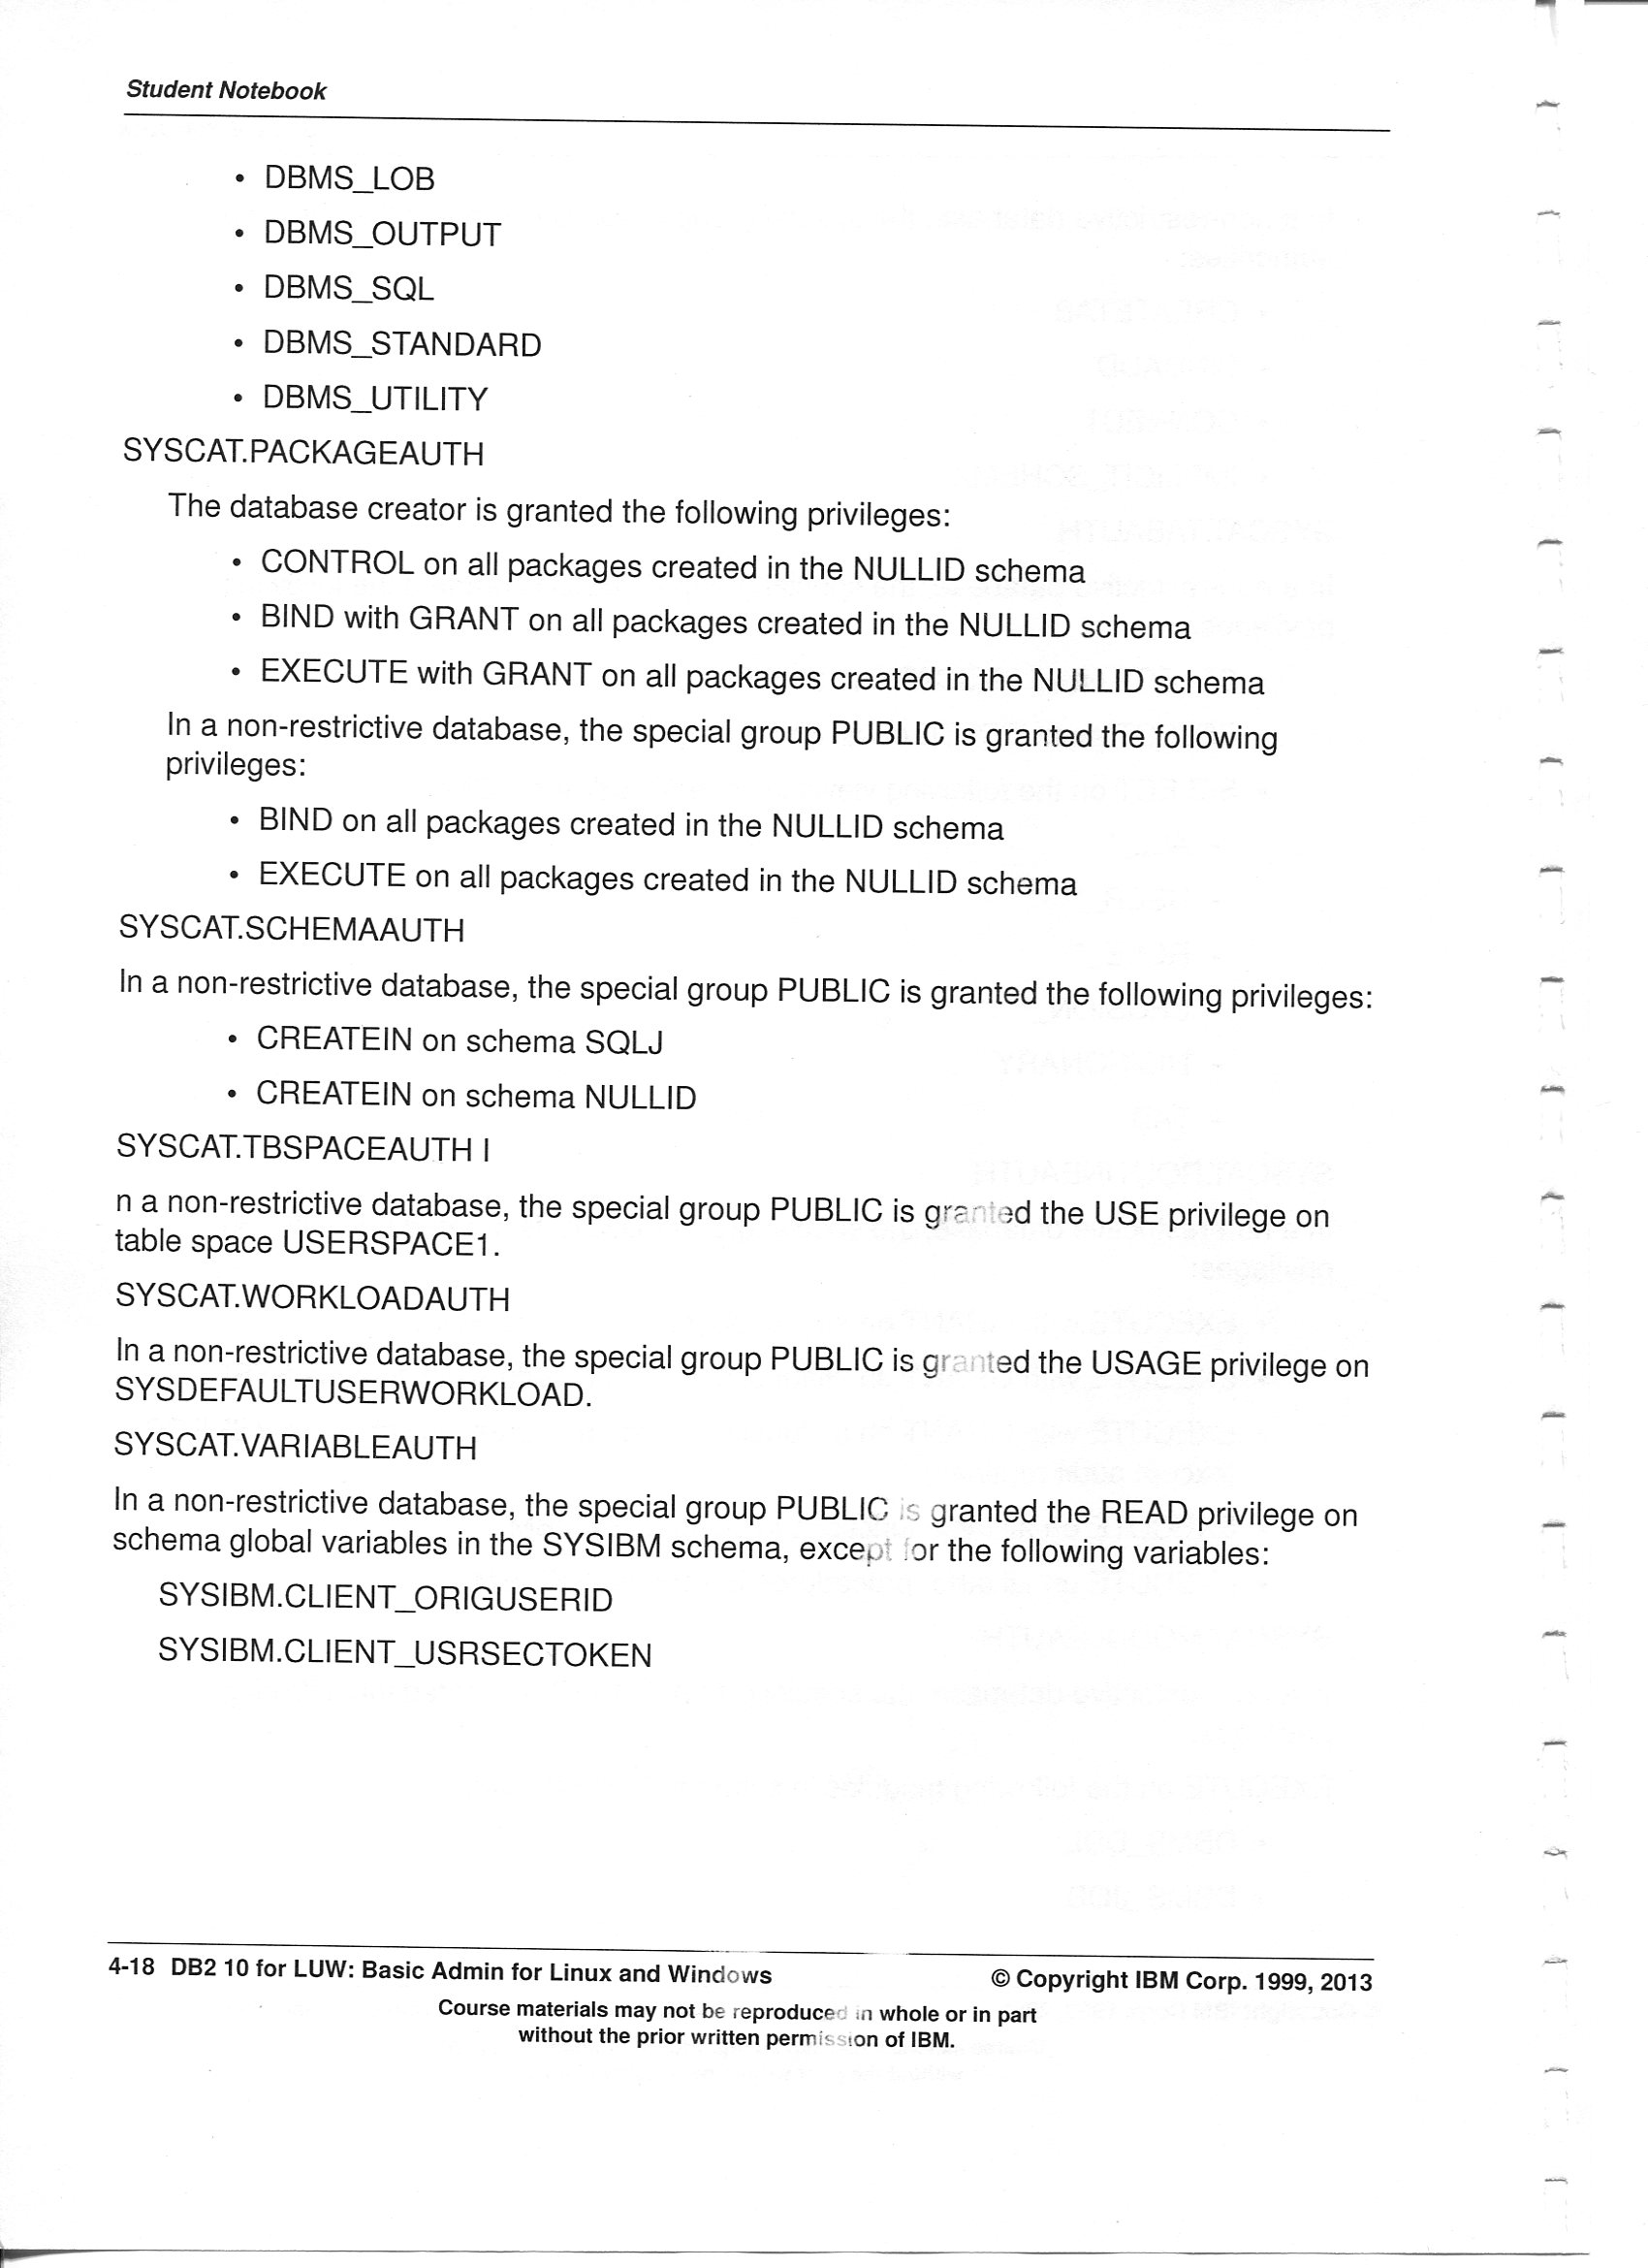 Student Notebook
• DBMS_LOB
• DBMS_OUTPUT
• DBMS_SQL
• DBMS_STANDARD
• DBMS_UTILITY
SYSCAT.PACKAGEAUTH
The database creator is granted the following privileges:
• CONTROL on all packages created in the NULLID schema
• BIND with GRANT on all packages created in the NULLID schema
• EXECUTE with GRANT on all packages created in the NULLID schema
In a non-restrictive database, the special group PUBLIC is granted the following
privileges:
• BIND on all packages created in the NULLID schema
• EXECUTE on all packages created in the NULLID schema
SYSCAT.SCHEMAAUTH
In a non-restrictive database, the special group PUBLIC is granted the following privileges:
• CREATEIN on schema SQLJ
• CREATEIN on schema NULLID
SYSCAT.TBSPACEAUTH I
n a non-restrictive database, the special group PUBLIC is granted the USE privilege on
table space USERSPACE1.
SYSCAT.WORKLOADAUTH
In a non-restrictive database, the special group PUBLIC is granted the USAGE privilege on
SYSDEFAULTUSERWORKLOAD.
SYSCAT.VARIABLEAUTH
In a non-restrictive database, the special group PUBLIC is granted the READ privilege on
schema global variables in the SYSIBM schema, except for the following variables:
SYSIBM.CLIENT_ORIGUSERID
SYSIBM.CLIENT_USRSECTOKEN
4-18 DB2 10 for LUW: Basic Admin for Linux and Windows © Copyright IBM Corp. 1999, 2013
Course materials may not be reproduced in whole or in part
without the prior written permission of IBM.